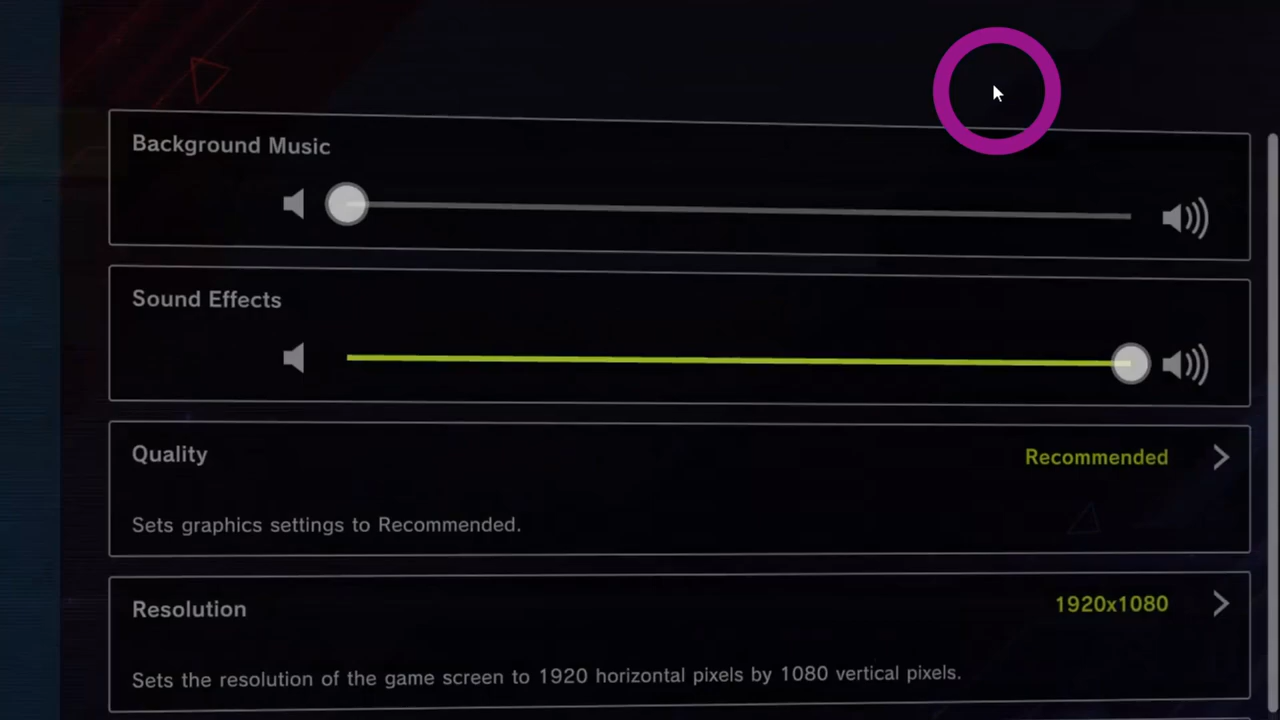 Background Music
Sound Effects
Quality
Recommended
Sets graphics settings to Recommended.
Resolution
1920x1080
Sets the resolution of the game screen to 1920 horizontal pixels by 1080 vertical pixels.